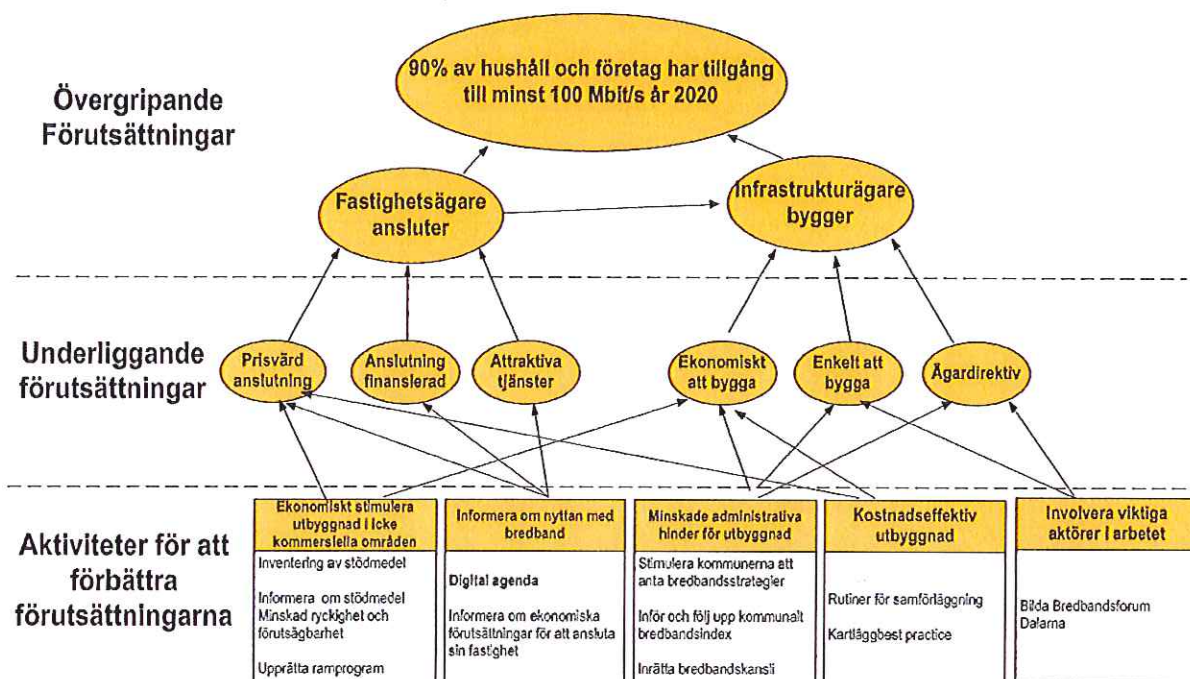 90% av hushåll och företag har tillgång
till minst 100 Mbit/s år 2020
Övergripande
Förutsättningar
Fastighetsägare
ansluter
Infrastrukturägare
bygger
Underliggande
förutsättningar
Prisvärd
anslutning
Anslutning
finansierad
Attraktiva
tjänster
Ekonomiskt
att bygga
Enkelt att
bygga
Ägardirektiv
Aktiviteter för att
förbättra
förutsättningarna
Ekonomiskt stimulera
utbyggnad i icke
kommersiella områden
Inventering av stödmedel
Informera om stödmedel
Minskad ryckighet och
förutsägbarhet
Upprätta ramprogram
Informera om nyttan med
bredband
Digital agenda
Informera om ekonomiska
förutsättningar för att ansluta
sin fastighet
Minskade administrativa
hinder för utbyggnad
Stimulera kommunerna att
anta bredbandsstrategier
Inför och följ upp kommunalt
bredbandsindex
Inrätta bredbandskansli
Kostnadseffektiv
utbyggnad
Rutiner för samförläggning
Kartläggbest practice
Involvera viktiga
aktörer i arbetet
Bilda Bredbandsforum
Dalarna